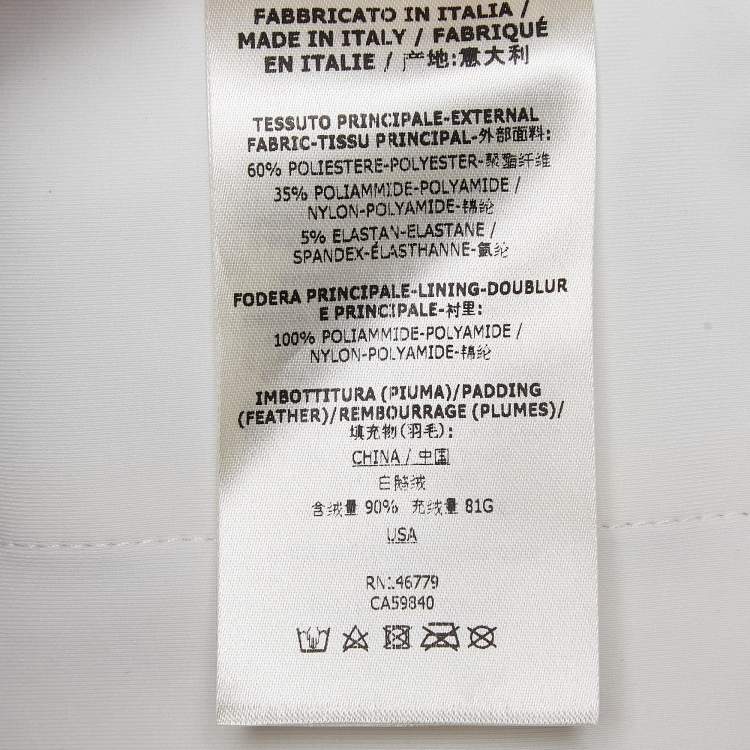 FABBRICATO IN ITALIA /
MADE IN ITALY / FABRIQUÉ
EN ITALIE / 产地:意大利
TESSUTO PRINCIPALE-EXTERNAL
FABRIC-TISSU PRINCIPAL-外部面料:
60% POLIESTERE-POLYESTER-聚酯纤维
35% POLIAMMIDE-POLYAMIDE /
NYLON-POLYAMIDE-锦纶
5% ELASTAN-ELASTANE /
SPANDEX-ÉLASTHANNE-氨纶
FODERA PRINCIPALE-LINING-DOUBLUR
E PRINCIPALE-衬里:
100% POLIAMMIDE-POLYAMIDE /
NYLON-POLYAMIDE-锦纶
IMBOTTITURA (PIUMA)/PADDING
(FEATHER)/REMBOURRAGE (PLUMES)/
填充物(羽毛):
CHINA / 中国
白鹅绒
含绒量 90% 充绒量 81G
USA
RN146779
CA59840